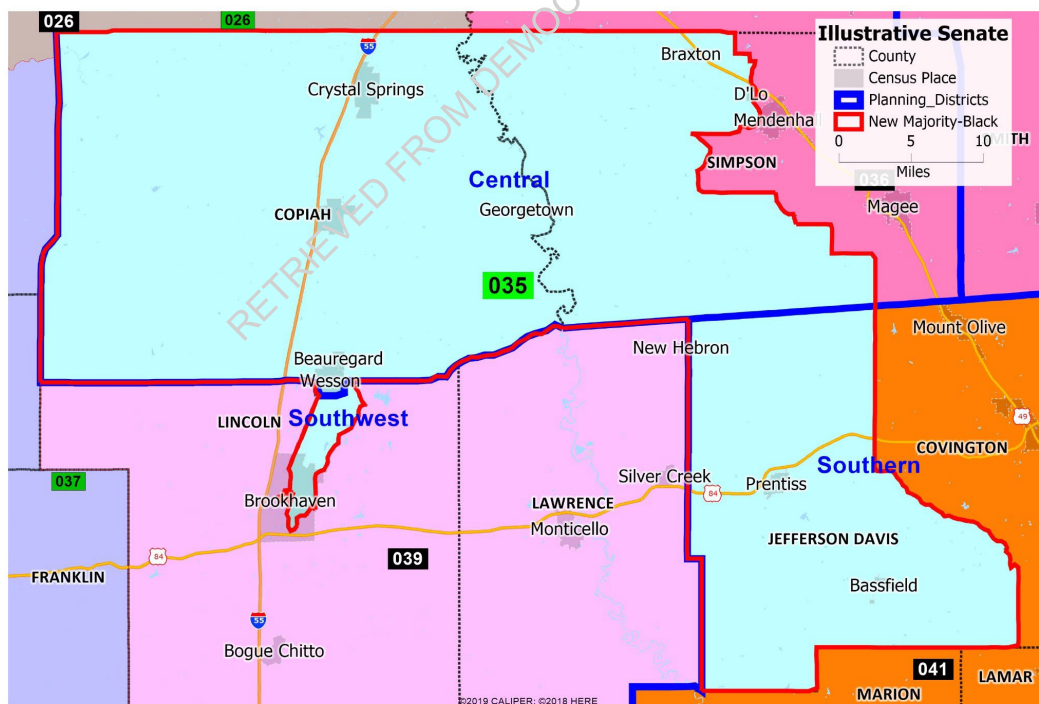 026
026
55
Braxton
Illustrative Senate
County
Census Place
Planning_Districts
New Majority-Black
0 5 10
Miles
Crystal Springs
D'Lo
Mendenhall
SIMPSON
036
Magee
Central
Georgetown
COPIAH
RETRIEVED FROM DEMOC
035
Mount Olive
New Hebron
Beauregard
Wesson
LINCOLN
Southwest
49
COVINGTON
Southern
037
Silver Creek
84
Prentiss
Brookhaven
LAWRENCE
Monticello
JEFFERSON DAVIS
84
039
FRANKLIN
Bassfield
55
Bogue Chitto
041
LAMAR
MARION
©2019 CALIPER; ©2018 HERE